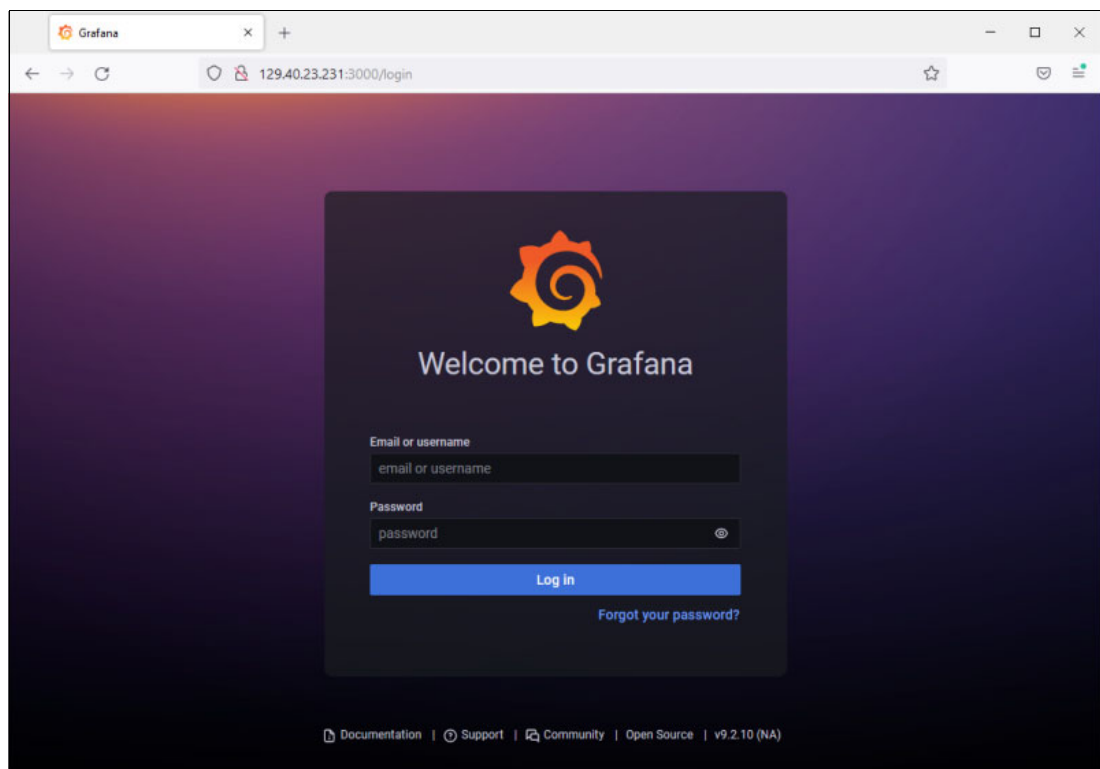 Grafana
129.40.23.231:3000/login
Welcome to Grafana
Email or username
email or username
Password
password
Log in
Forgot your password?
Documentation | Support | Community | Open Source | v9.2.10 (NA)